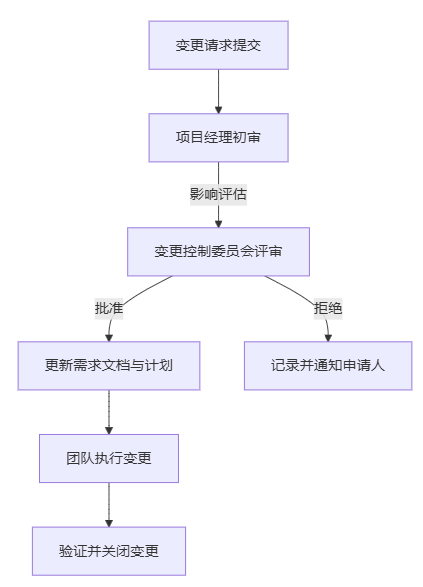 变更请求提交
项目经理初审
影响评估
变更控制委员会评审
批准
拒绝
更新需求文档与计划
记录并通知申请人
团队执行变更
验证并关闭变更